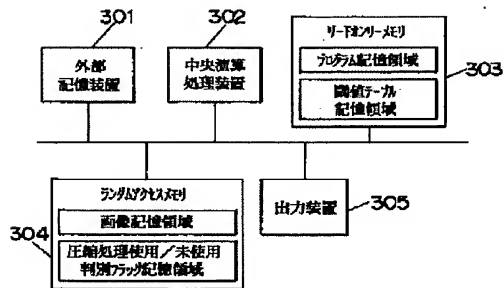 301
外部
記憶装置
302
中央演算
処理装置
リードオンリーメモリ
プログラム記憶領域
閾値テーブル
記憶領域
303
ランダムアクセスメモリ
画像記憶領域
圧縮処理使用/未使用
判別フラッグ記憶領域
304
出力装置
305